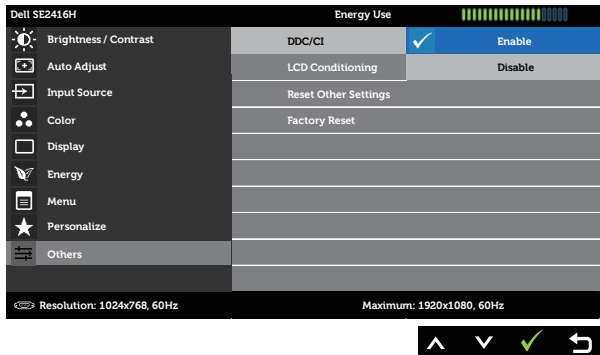 Dell SE2416H Energy Use
Brightness / Contrast DDC/CI Enable
Auto Adjust LCD Conditioning Disable
Input Source Reset Other Settings
Color Factory Reset
Display
Energy
Menu
Personalize
Others
Resolution: 1024x768, 60Hz Maximum: 1920x1080, 60Hz